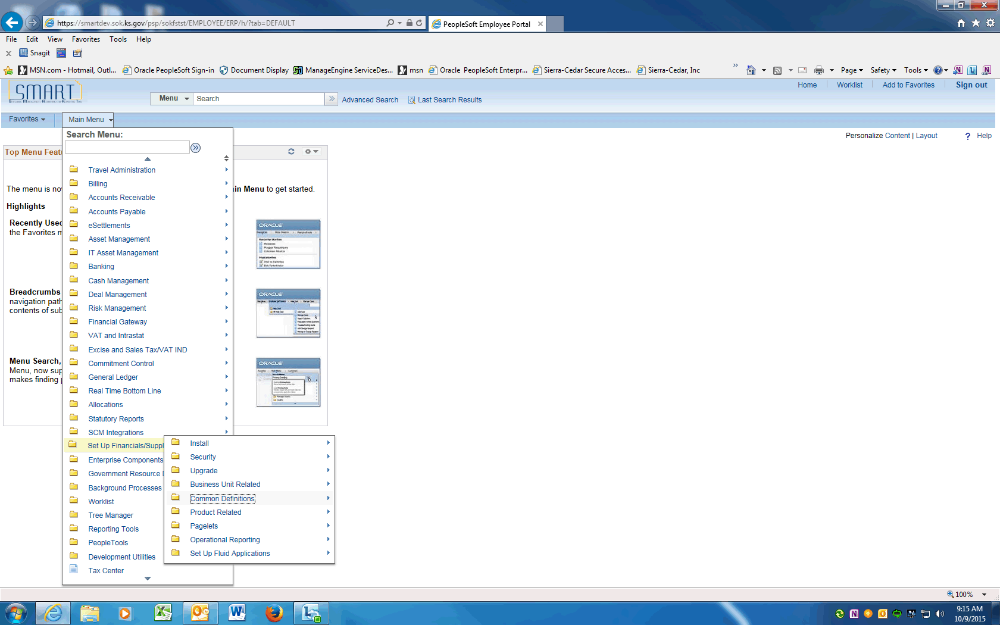 https://smartdev.sok.ks.gov/psp/sokfstst/EMPLOYEE/ERP/h/?tab=DEFAULT
PeopleSoft Employee Portal
File Edit View Favorites Tools Help
Snagit
MSN.com - Hotmail, Outl... Oracle PeopleSoft Sign-in Document Display ManageEngine ServiceDes... msn Oracle PeopleSoft Enterpr... Sierra-Cedar Secure Acces... Sierra-Cedar, Inc Page Safety Tools
SMART
Home Worklist Add to Favorites Sign out
Menu Search Advanced Search Last Search Results
Favorites Main Menu
Personalize Content | Layout ? Help
Search Menu:
Top Menu Feat
Travel Administration
Billing
The menu is no
in Menu to get started.
Accounts Receivable
Highlights
Accounts Payable
Recently Used
the Favorites m
eSettlements
Asset Management
IT Asset Management
Banking
Cash Management
Breadcrumbs
navigation path
contents of sub
Deal Management
Risk Management
Financial Gateway
VAT and Intrastat
Excise and Sales Tax/VAT IND
Menu Search,
Menu, now sup
makes finding p
Commitment Control
General Ledger
Real Time Bottom Line
Allocations
Statutory Reports
SCM Integrations
Set Up Financials/Suppl
Enterprise Components
Government Resource
Background Processes
Worklist
Tree Manager
Reporting Tools
PeopleTools
Development Utilities
Tax Center
Install
Security
Upgrade
Business Unit Related
Common Definitions
Product Related
Pagelets
Operational Reporting
Set Up Fluid Applications
ORACLE
ORACLE
ORACLE
100%
9:15 AM
10/9/2015